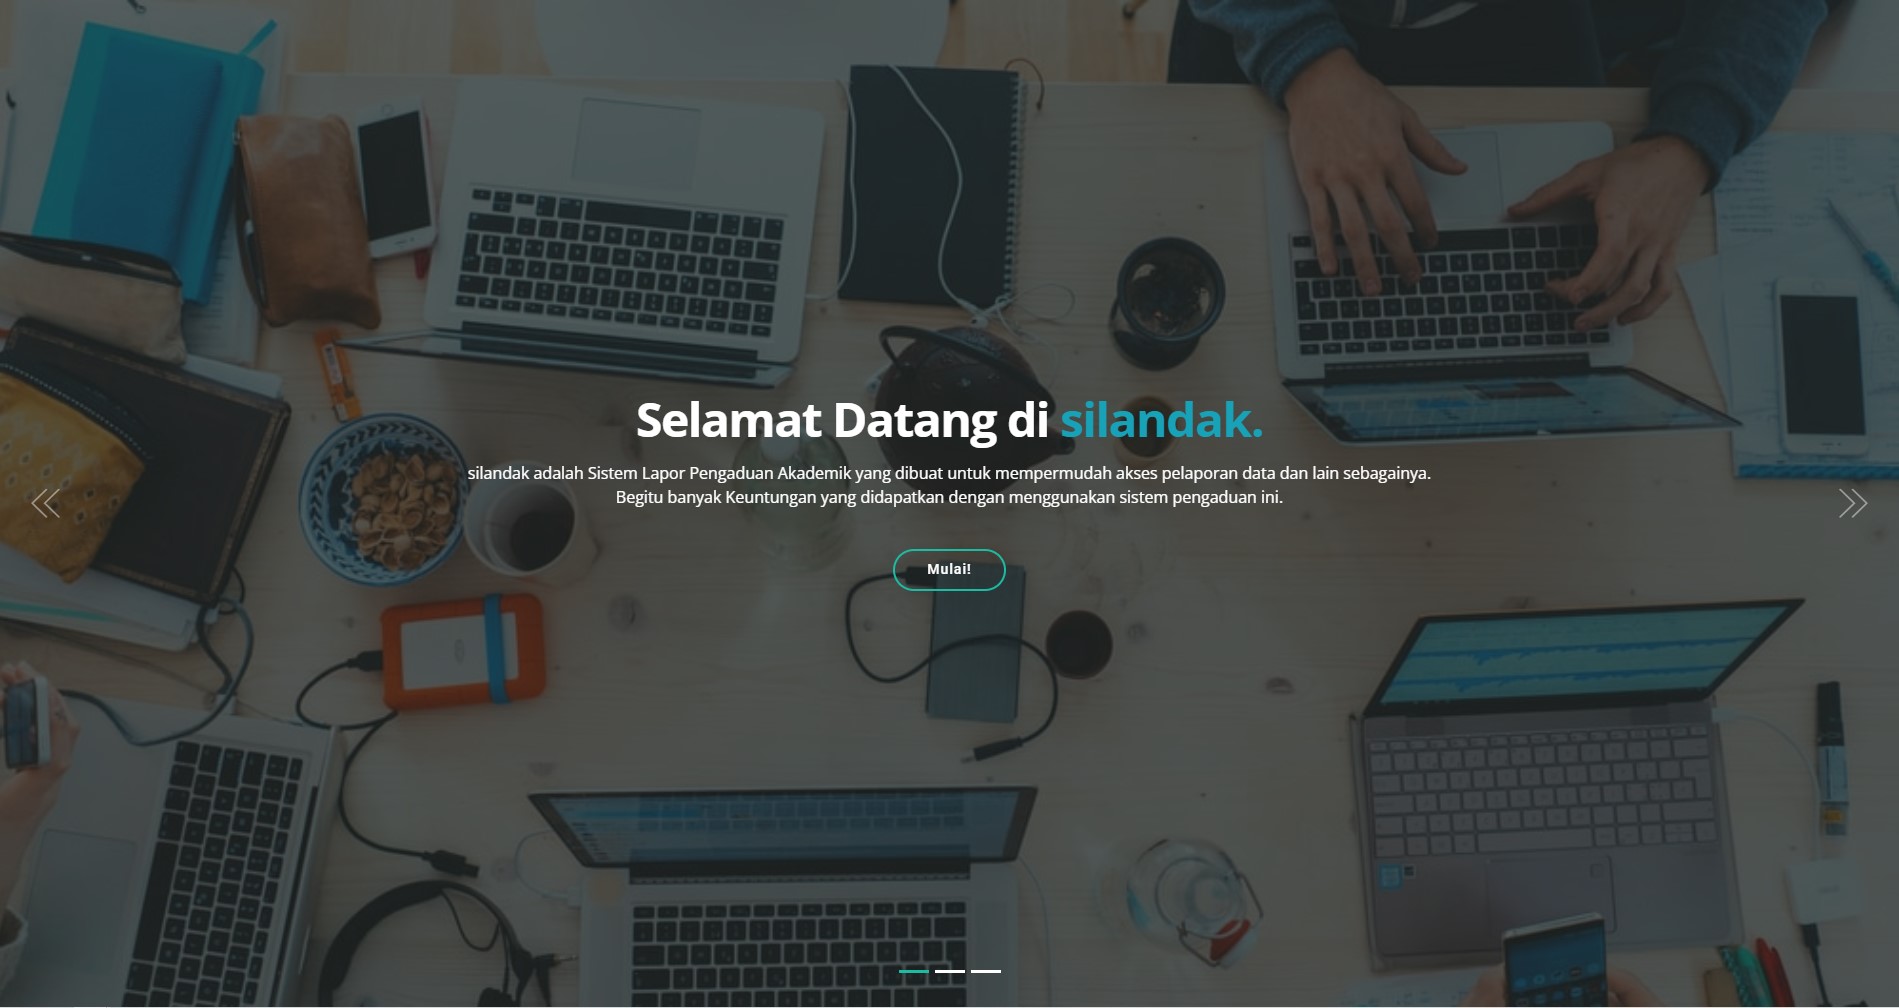 Selamat Datang di silandak.
silandak adalah Sistem Lapor Pengaduan Akademik yang dibuat untuk mempermudah akses pelaporan data dan lain sebagainya.
Begitu banyak Keuntungan yang didapatkan dengan menggunakan sistem pengaduan ini.
Mulai!